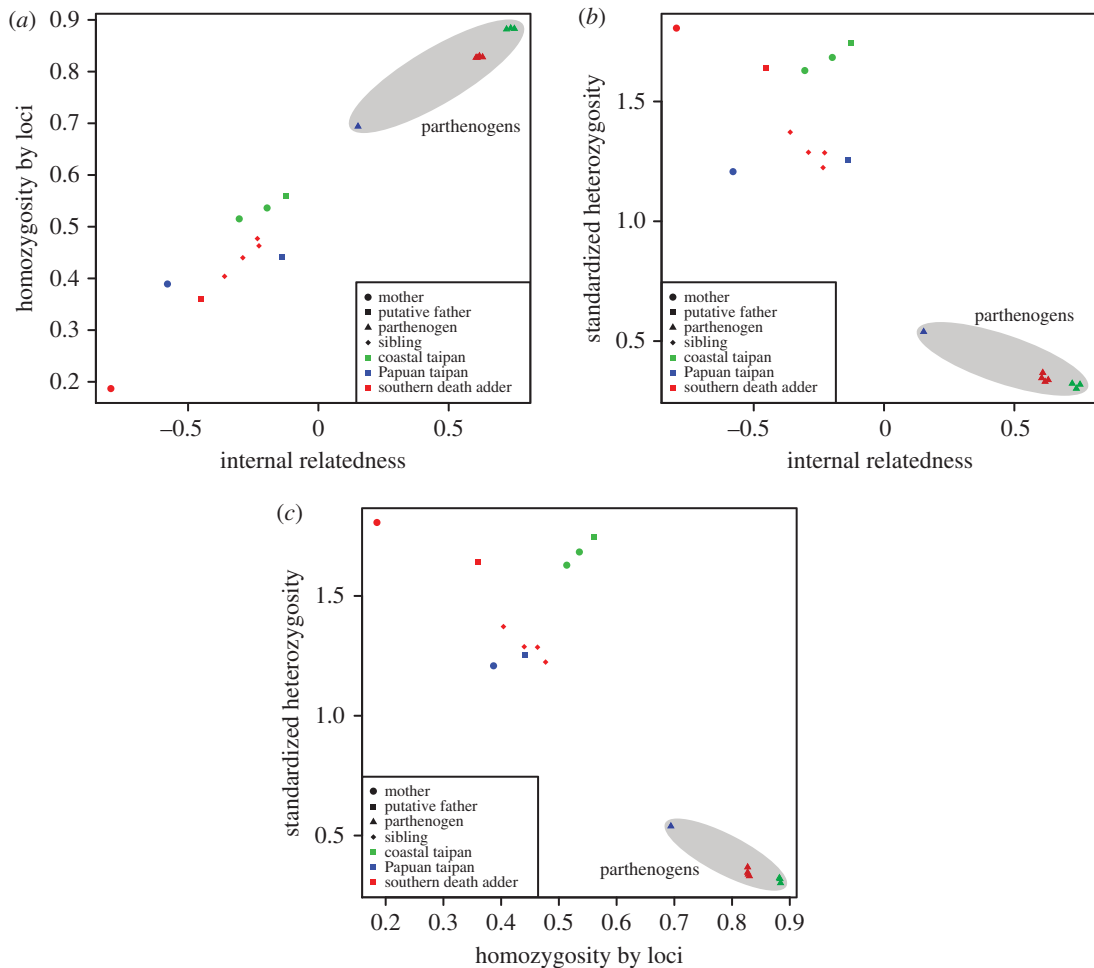 (a)
0.9
0.8
0.7
0.6
0.5
0.4
0.3
0.2
homozygosity by loci
parthenogens
mother
putative father
parthenogen
sibling
coastal taipan
Papuan taipan
southern death adder
–0.5
0
0.5
internal relatedness
(b)
1.5
1.0
0.5
standardized heterozygosity
parthenogens
mother
putative father
parthenogen
sibling
coastal taipan
Papuan taipan
southern death adder
–0.5
0
0.5
internal relatedness
(c)
1.5
1.0
0.5
standardized heterozygosity
mother
putative father
parthenogen
sibling
coastal taipan
Papuan taipan
southern death adder
parthenogens
0.2
0.3
0.4
0.5
0.6
0.7
0.8
0.9
homozygosity by loci